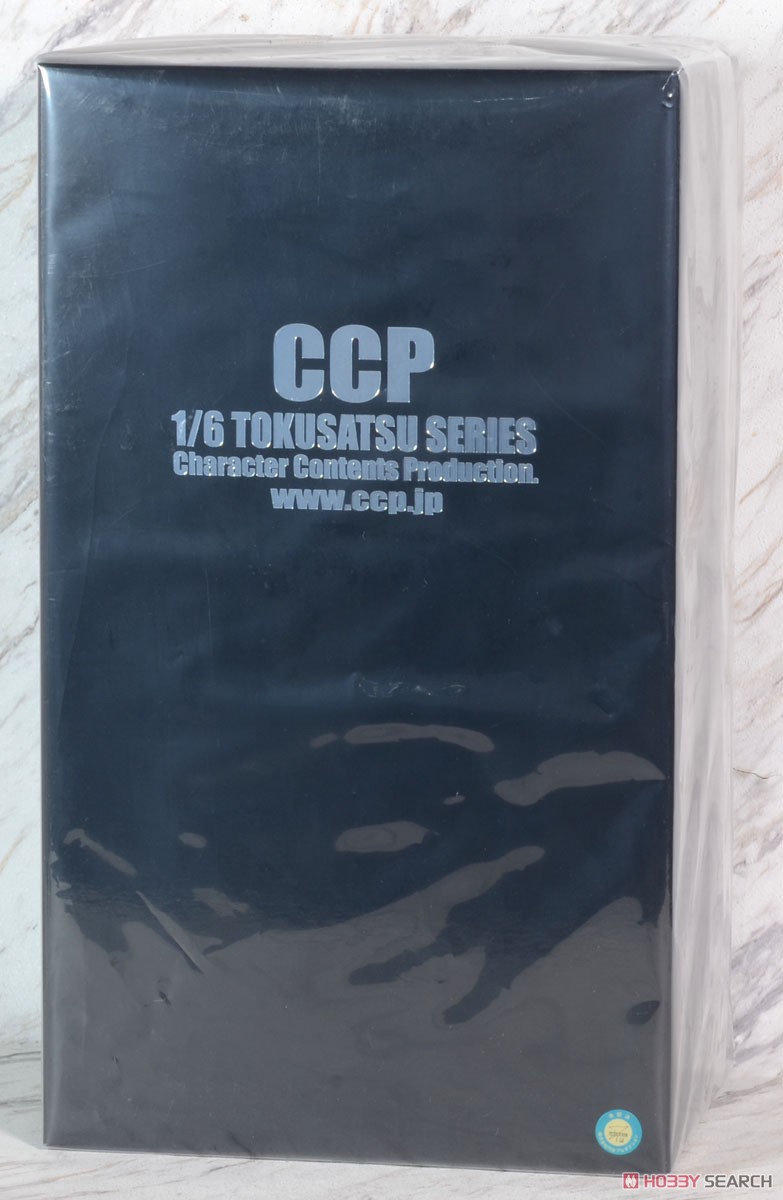 CCP
1/6 TOKUSATSU SERIES
Character Contents Production.
www.ccp.jp
HOBBY SEARCH